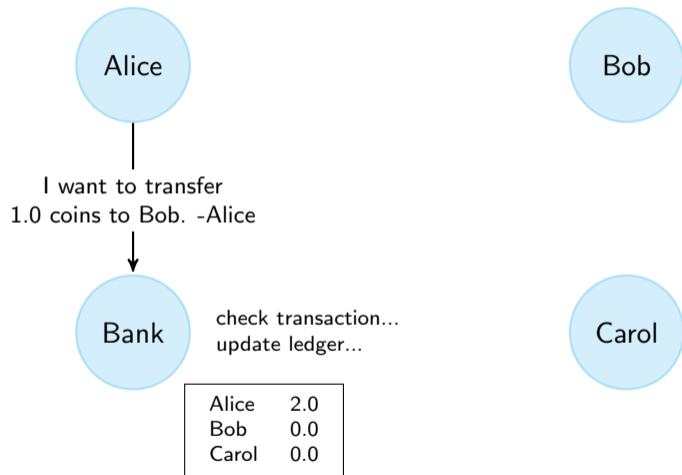 Alice
Bob
I want to transfer
1.0 coins to Bob. -Alice
Bank
check transaction...
update ledger...
Carol
Alice 2.0
Bob 0.0
Carol 0.0